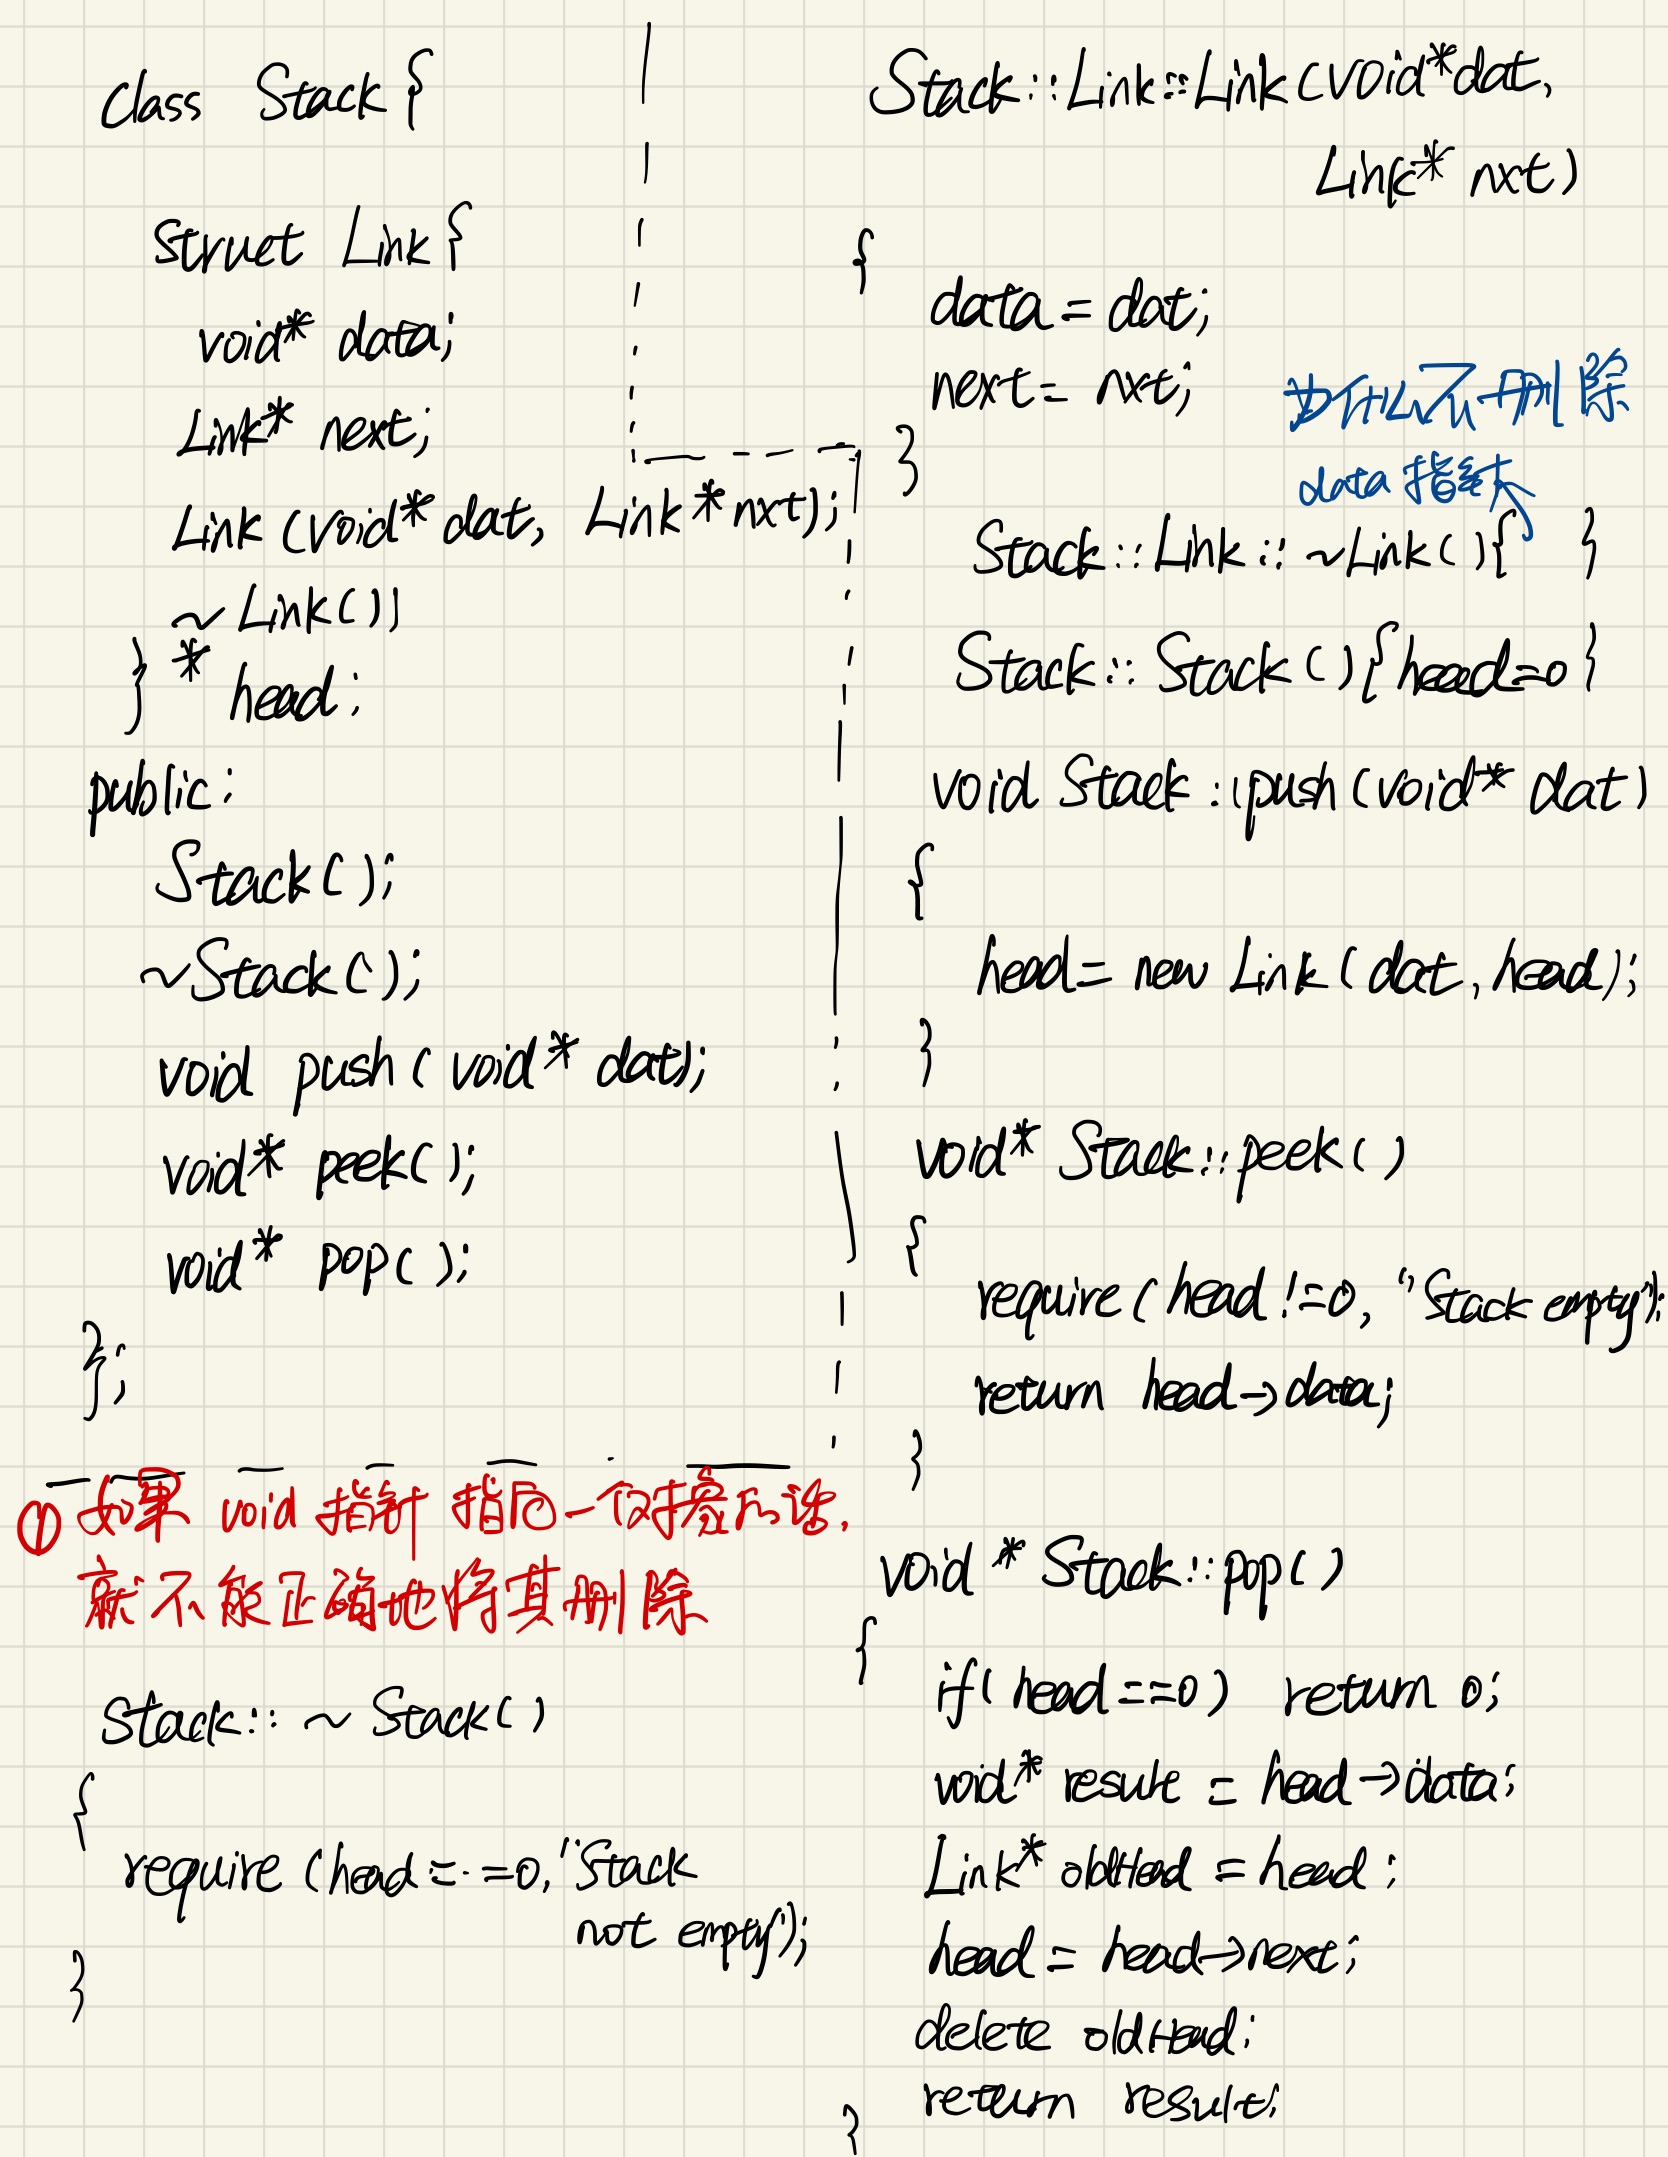 class Stack {
struct Link {
void* data;
Link* next;
Link (void* dat, Link* nxt);
~Link();
} * head;
public:
Stack();
~Stack();
void push(void* dat);
void* peek();
void* pop();
};
① 如果 void 指针 指向一个对象的话,
就不能正确地将其删除
Stack::~Stack()
{
require (head==0, "Stack
not empty");
}
Stack::Link::Link(void*dat,
Link* nxt)
{
data = dat;
next = nxt;
}
为什么不删除
data 指针
Stack::Link::~Link(){ }
Stack::Stack(){head=0}
void Stack::push(void* dat)
{
head = new Link(dat, head);
}
void* Stack::peek()
{
require(head !=0, "Stack empty");
return head->data;
}
void * Stack::pop()
{
if(head==0) return 0;
void* result = head->data;
Link* oldHead = head;
head = head->next;
delete oldHead;
return result;
}